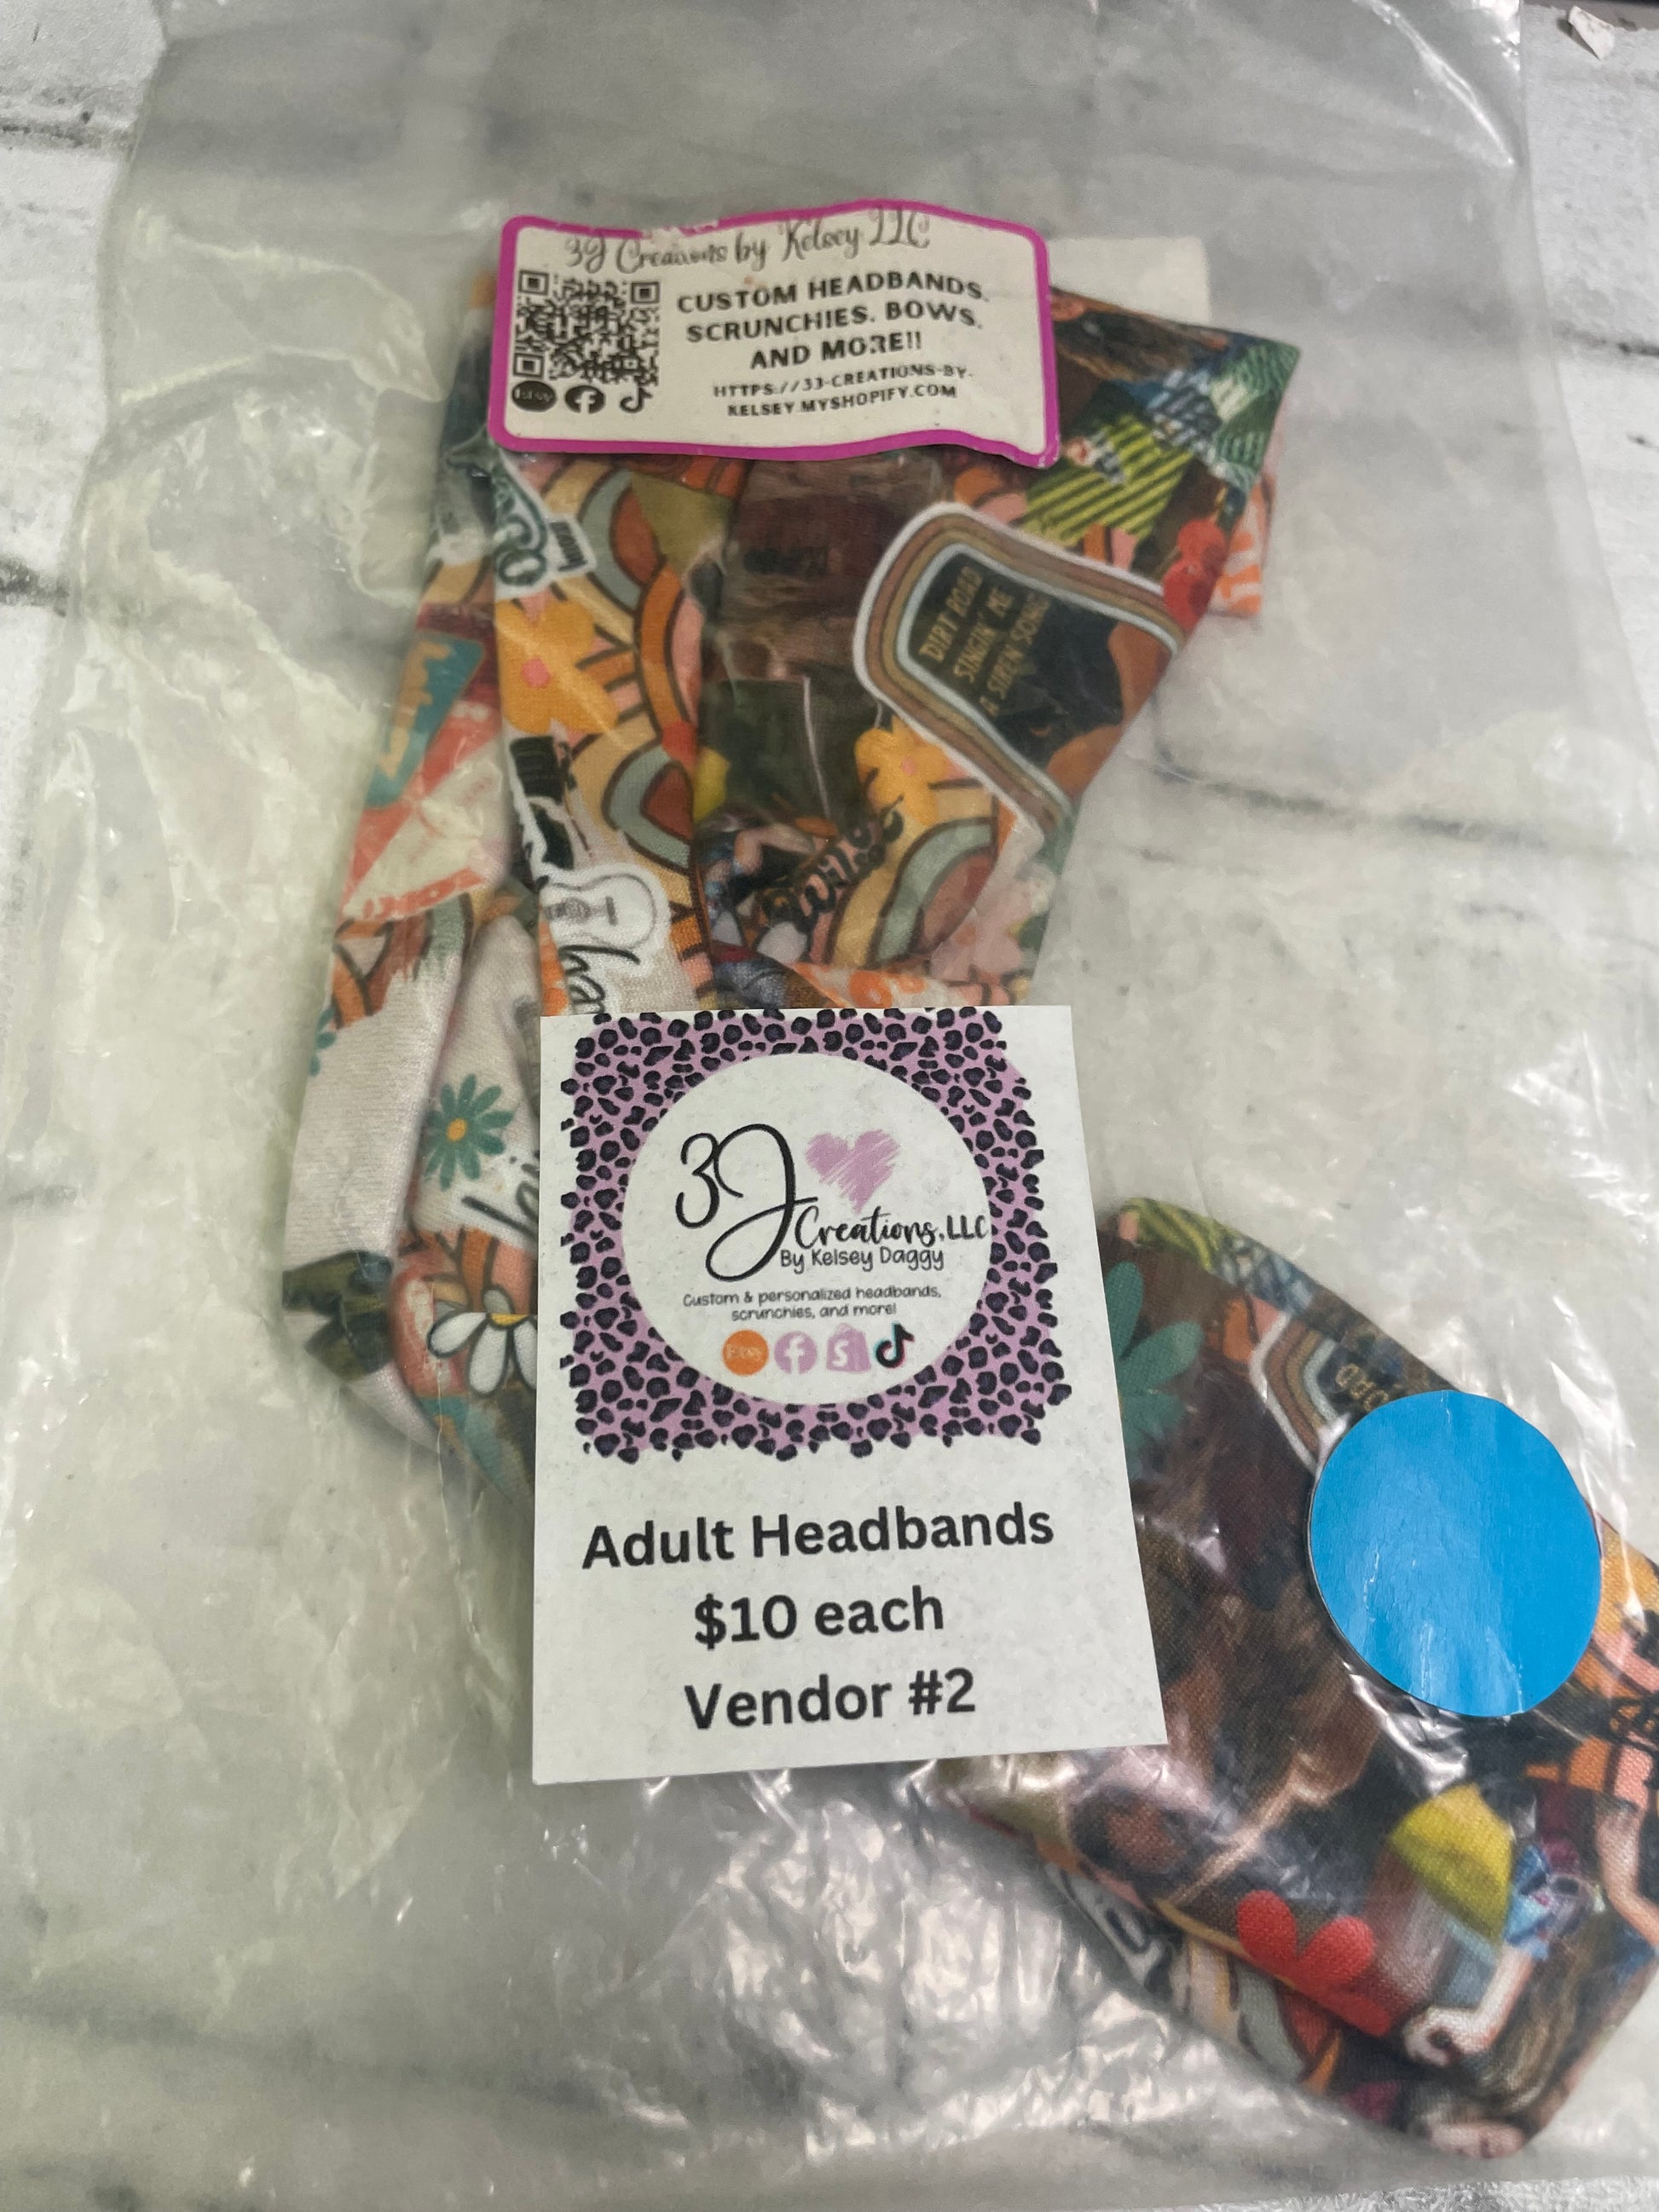 3J Creations by Kelsey LLC
CUSTOM HEADBANDS,
SCRUNCHIES, BOWS,
AND MORE!!
HTTPS://3J-CREATIONS-BY-
KELSEY.MYSHOPIFY.COM
Etsy
DIRT ROAD
SINGIN' ME
A SIREN SONG
3J
Creations, LLC
By Kelsey Daggy
Custom & personalized headbands,
scrunchies, and more!
Etsy
Adult Headbands
$10 each
Vendor #2